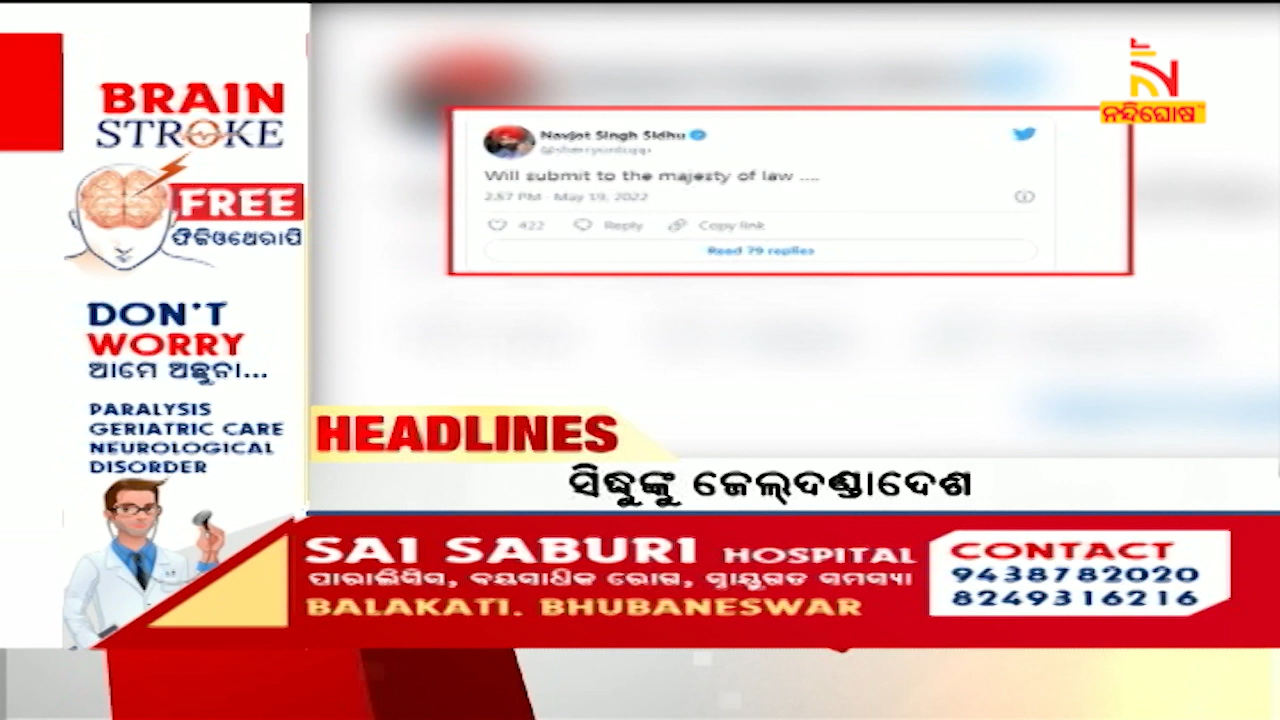 BRAIN
STROKE
FREE
ଫିଜିଓଥେରାପି
DON'T
WORRY
ଆମେ ଅଛୁନା...
PARALYSIS
GERIATRIC CARE
NEUROLOGICAL
DISORDER
ନନ୍ଦିଘୋଷ
Navjot Singh Sidhu
Will submit to the majesty of law ....
2:57 PM · May 19, 2022
422 Reply Copy link
Read 79 replies
HEADLINES
ସିଦ୍ଧୁଙ୍କୁ ଜେଲ୍‌ଦଣ୍ଡାଦେଶ
SAI SABURI HOSPITAL
ପାରାଲିସିସ, ବୟସାଧିକ ରୋଗ, ସ୍ନାୟୁଗତ ସମସ୍ୟା
BALAKATI. BHUBANESWAR
CONTACT
9438782020
8249316216